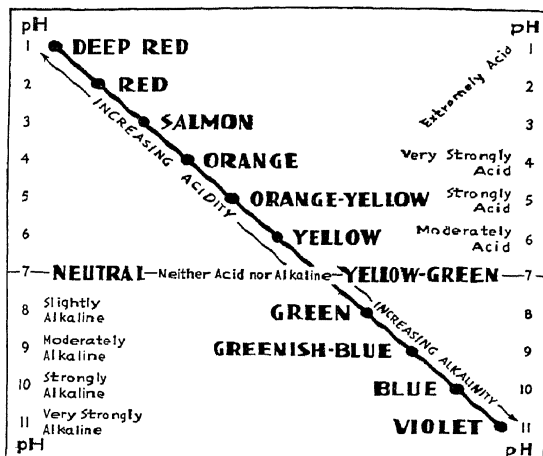 pH pH
1 DEEP RED 1
2 RED Extremely Acid 2
3 SALMON 3
INCREASING ACIDITY
4 ORANGE Very Strongly Acid 4
5 ORANGE-YELLOW Strongly Acid 5
6 YELLOW Moderately Acid 6
7 NEUTRAL Neither Acid nor Alkaline YELLOW-GREEN 7
8 Slightly Alkaline GREEN 8
INCREASING ALKALINITY
9 Moderately Alkaline GREENISH-BLUE 9
10 Strongly Alkaline BLUE 10
11 Very Strongly Alkaline VIOLET 11
pH pH